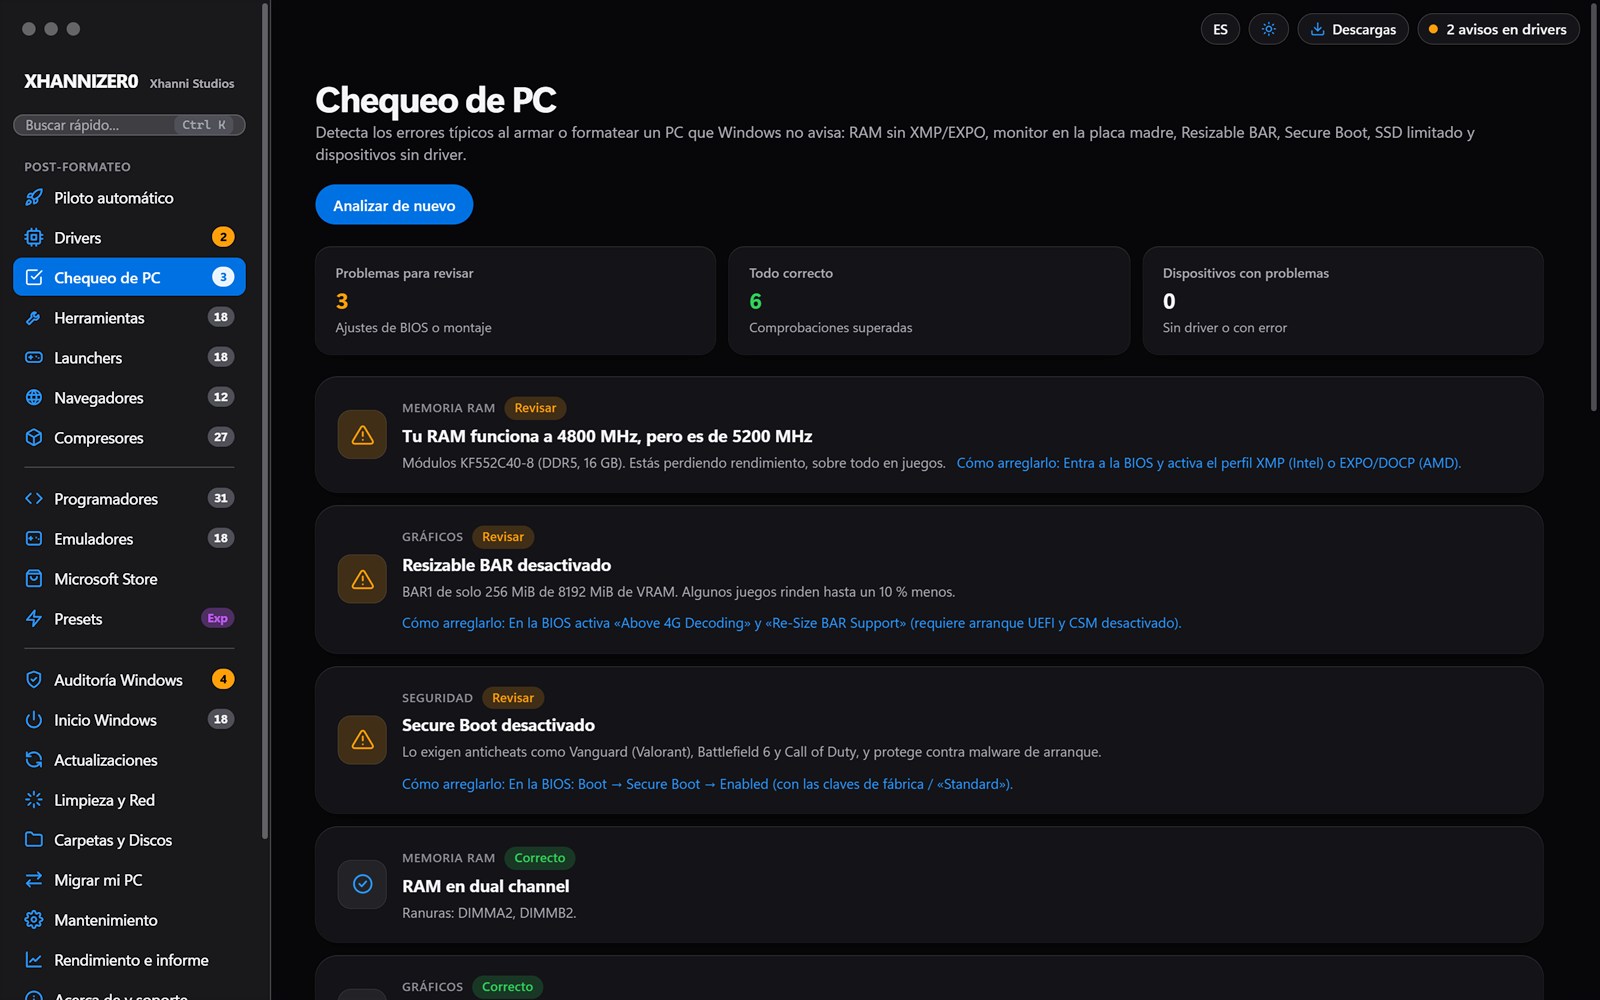 XHANNIZER0 Xhanni Studios
Buscar rápido... Ctrl K
POST-FORMATEO
Piloto automático
Drivers 2
Chequeo de PC 3
Herramientas 18
Launchers 18
Navegadores 12
Compresores 27
Programadores 31
Emuladores 18
Microsoft Store
Presets Exp
Auditoría Windows 4
Inicio Windows 18
Actualizaciones
Limpieza y Red
Carpetas y Discos
Migrar mi PC
Mantenimiento
Rendimiento e informe
Acerca de y soporte
ES
Descargas
2 avisos en drivers
Chequeo de PC
Detecta los errores típicos al armar o formatear un PC que Windows no avisa: RAM sin XMP/EXPO, monitor en la placa madre, Resizable BAR, Secure Boot, SSD limitado y
dispositivos sin driver.
Analizar de nuevo
Problemas para revisar
3
Ajustes de BIOS o montaje
Todo correcto
6
Comprobaciones superadas
Dispositivos con problemas
0
Sin driver o con error
MEMORIA RAM Revisar
Tu RAM funciona a 4800 MHz, pero es de 5200 MHz
Módulos KF552C40-8 (DDR5, 16 GB). Estás perdiendo rendimiento, sobre todo en juegos. Cómo arreglarlo: Entra a la BIOS y activa el perfil XMP (Intel) o EXPO/DOCP (AMD).
GRÁFICOS Revisar
Resizable BAR desactivado
BAR1 de solo 256 MiB de 8192 MiB de VRAM. Algunos juegos rinden hasta un 10 % menos.
Cómo arreglarlo: En la BIOS activa «Above 4G Decoding» y «Re-Size BAR Support» (requiere arranque UEFI y CSM desactivado).
SEGURIDAD Revisar
Secure Boot desactivado
Lo exigen anticheats como Vanguard (Valorant), Battlefield 6 y Call of Duty, y protege contra malware de arranque.
Cómo arreglarlo: En la BIOS: Boot → Secure Boot → Enabled (con las claves de fábrica / «Standard»).
MEMORIA RAM Correcto
RAM en dual channel
Ranuras: DIMMA2, DIMMB2.
GRÁFICOS Correcto